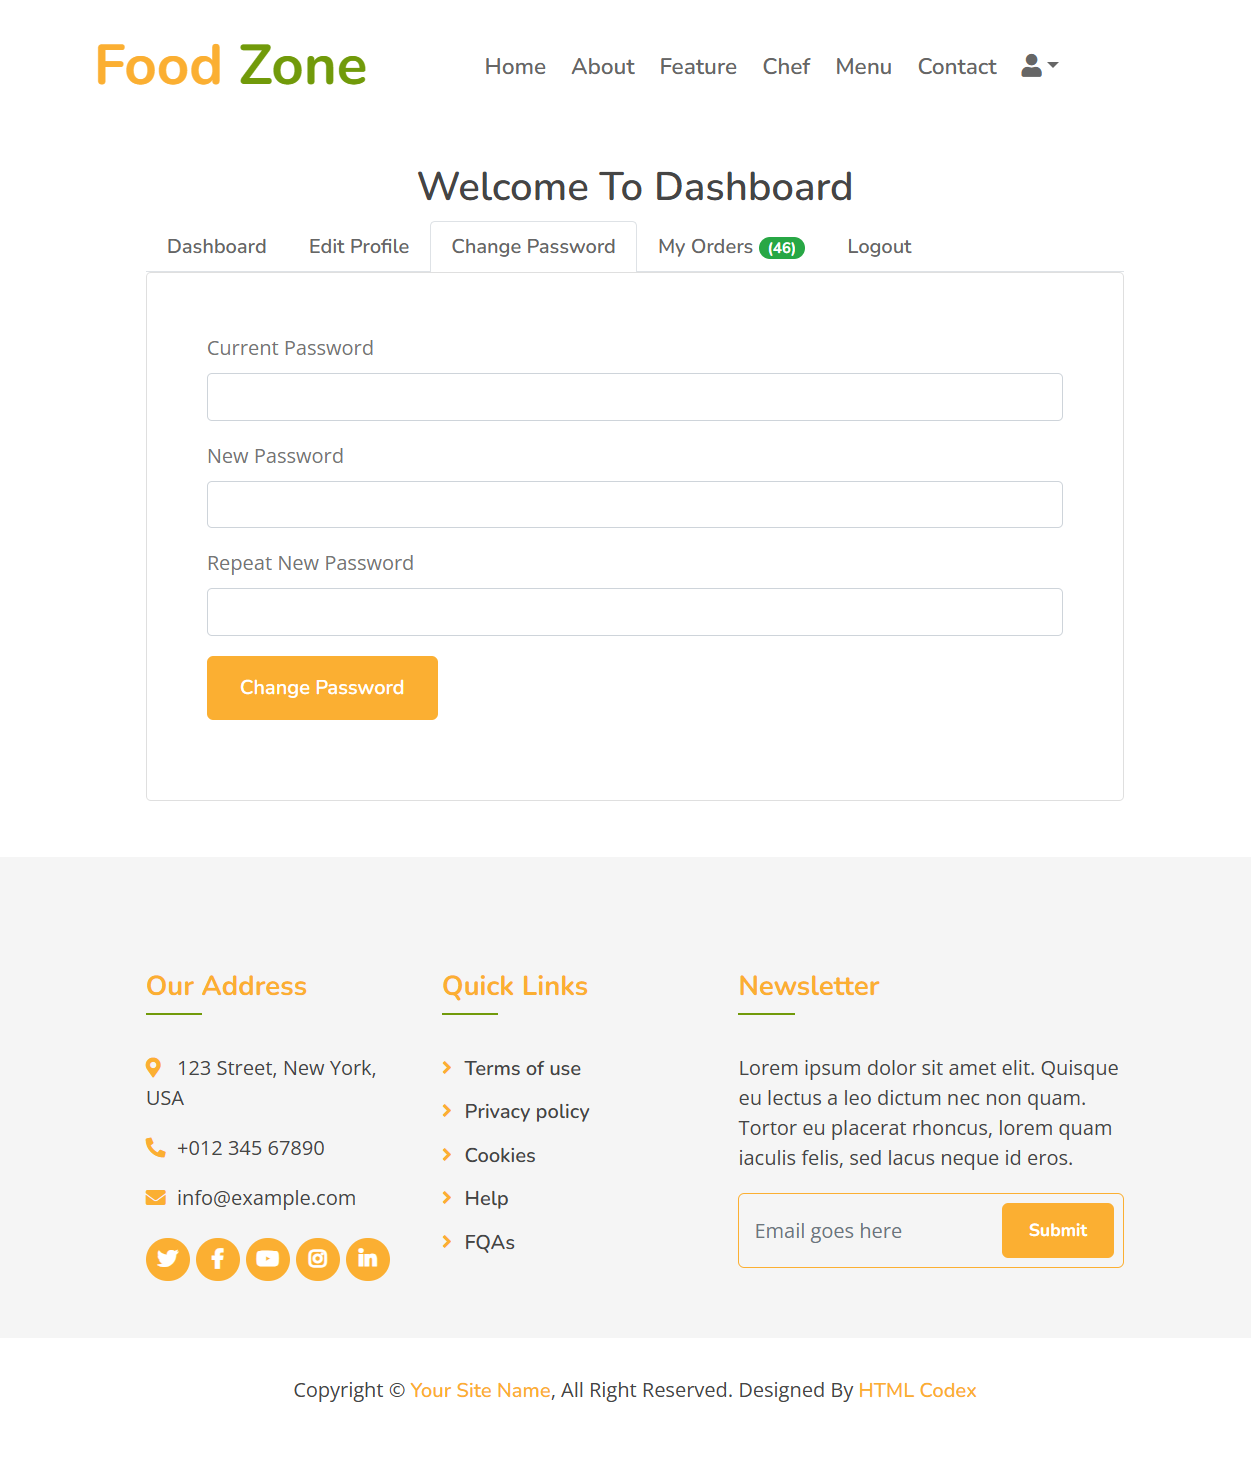 Food Zone
Home About Feature Chef Menu Contact
Welcome To Dashboard
Dashboard Edit Profile Change Password My Orders (46) Logout
Current Password
New Password
Repeat New Password
Change Password
Our Address
123 Street, New York,
USA
+012 345 67890
info@example.com
Quick Links
Terms of use
Privacy policy
Cookies
Help
FQAs
Newsletter
Lorem ipsum dolor sit amet elit. Quisque
eu lectus a leo dictum nec non quam.
Tortor eu placerat rhoncus, lorem quam
iaculis felis, sed lacus neque id eros.
Email goes here Submit
Copyright © Your Site Name, All Right Reserved. Designed By HTML Codex